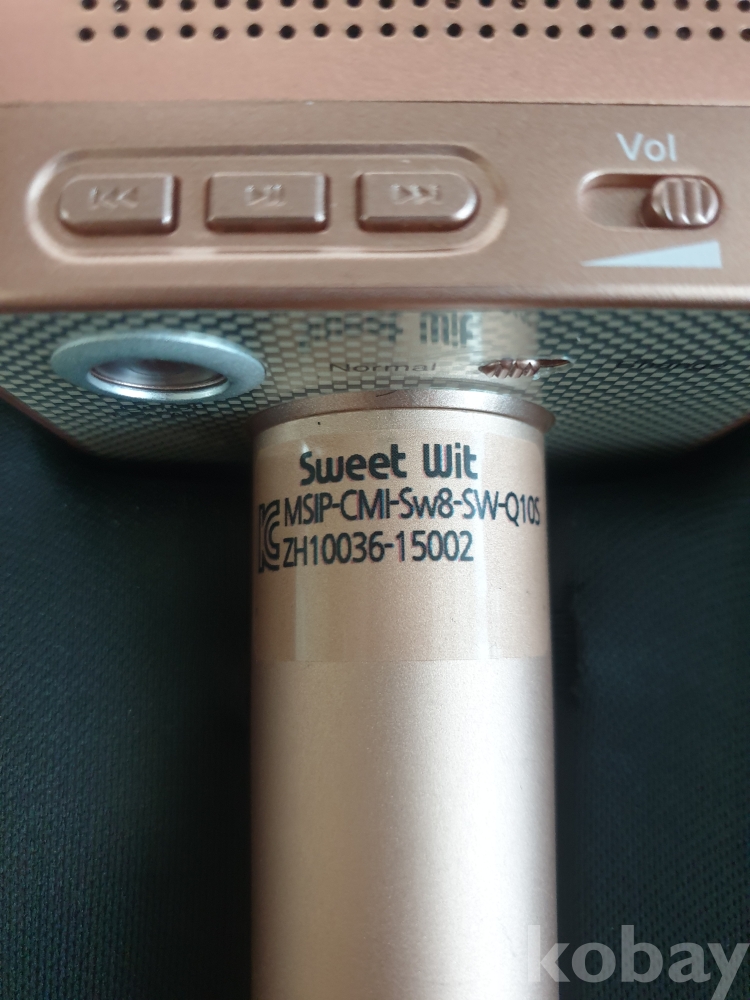 Vol
Normal
Sweet Wit
MSIP-CMI-Sw8-SW-Q10S
ZH10036-15002
kobay